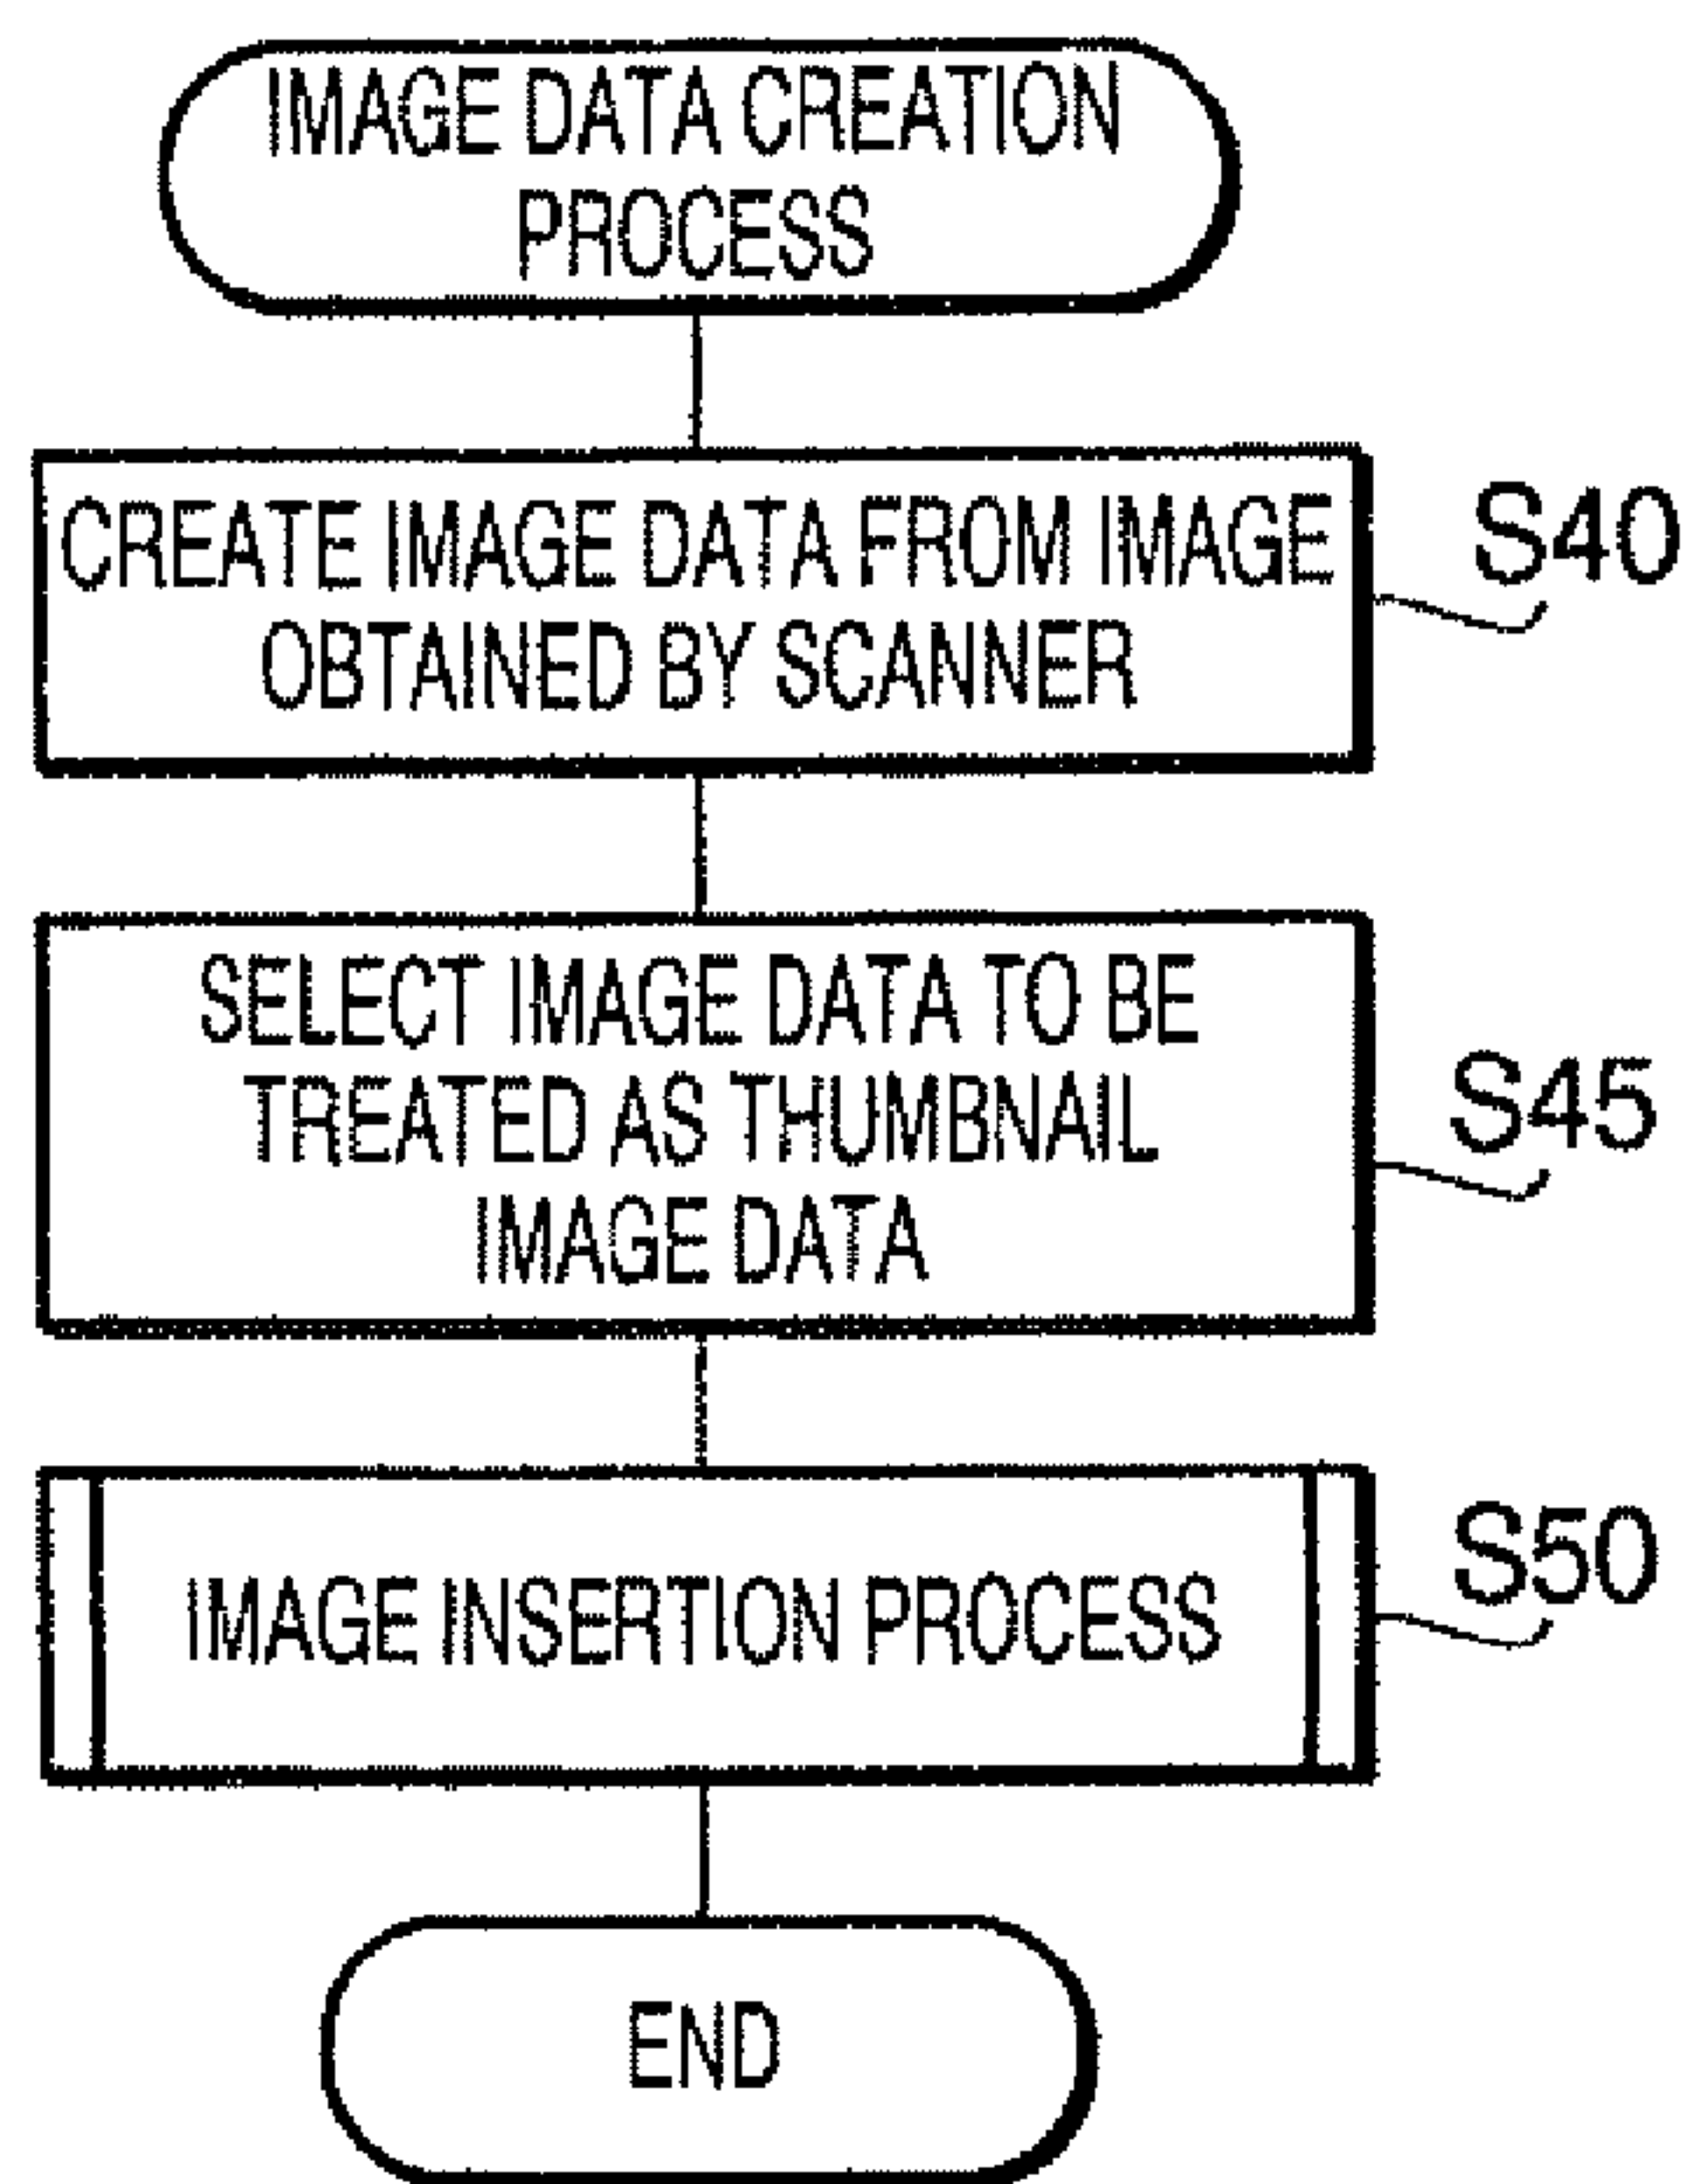 IMAGE DATA CREATION
PROCESS
CREATE IMAGE DATA FROM IMAGE
OBTAINED BY SCANNER
S40
SELECT IMAGE DATA TO BE
TREATED AS THUMBNAIL
IMAGE DATA
S45
IMAGE INSERTION PROCESS
S50
END